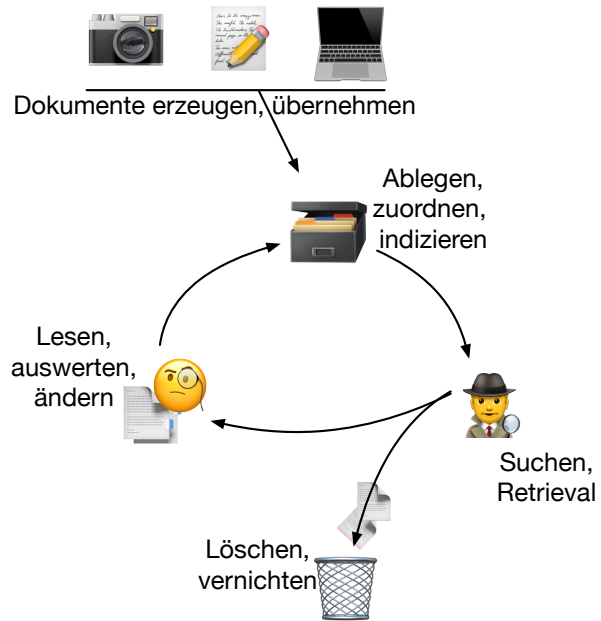 Dokumente erzeugen, übernehmen
Ablegen,
zuordnen,
indizieren
Lesen,
auswerten,
ändern
Suchen,
Retrieval
Löschen,
vernichten